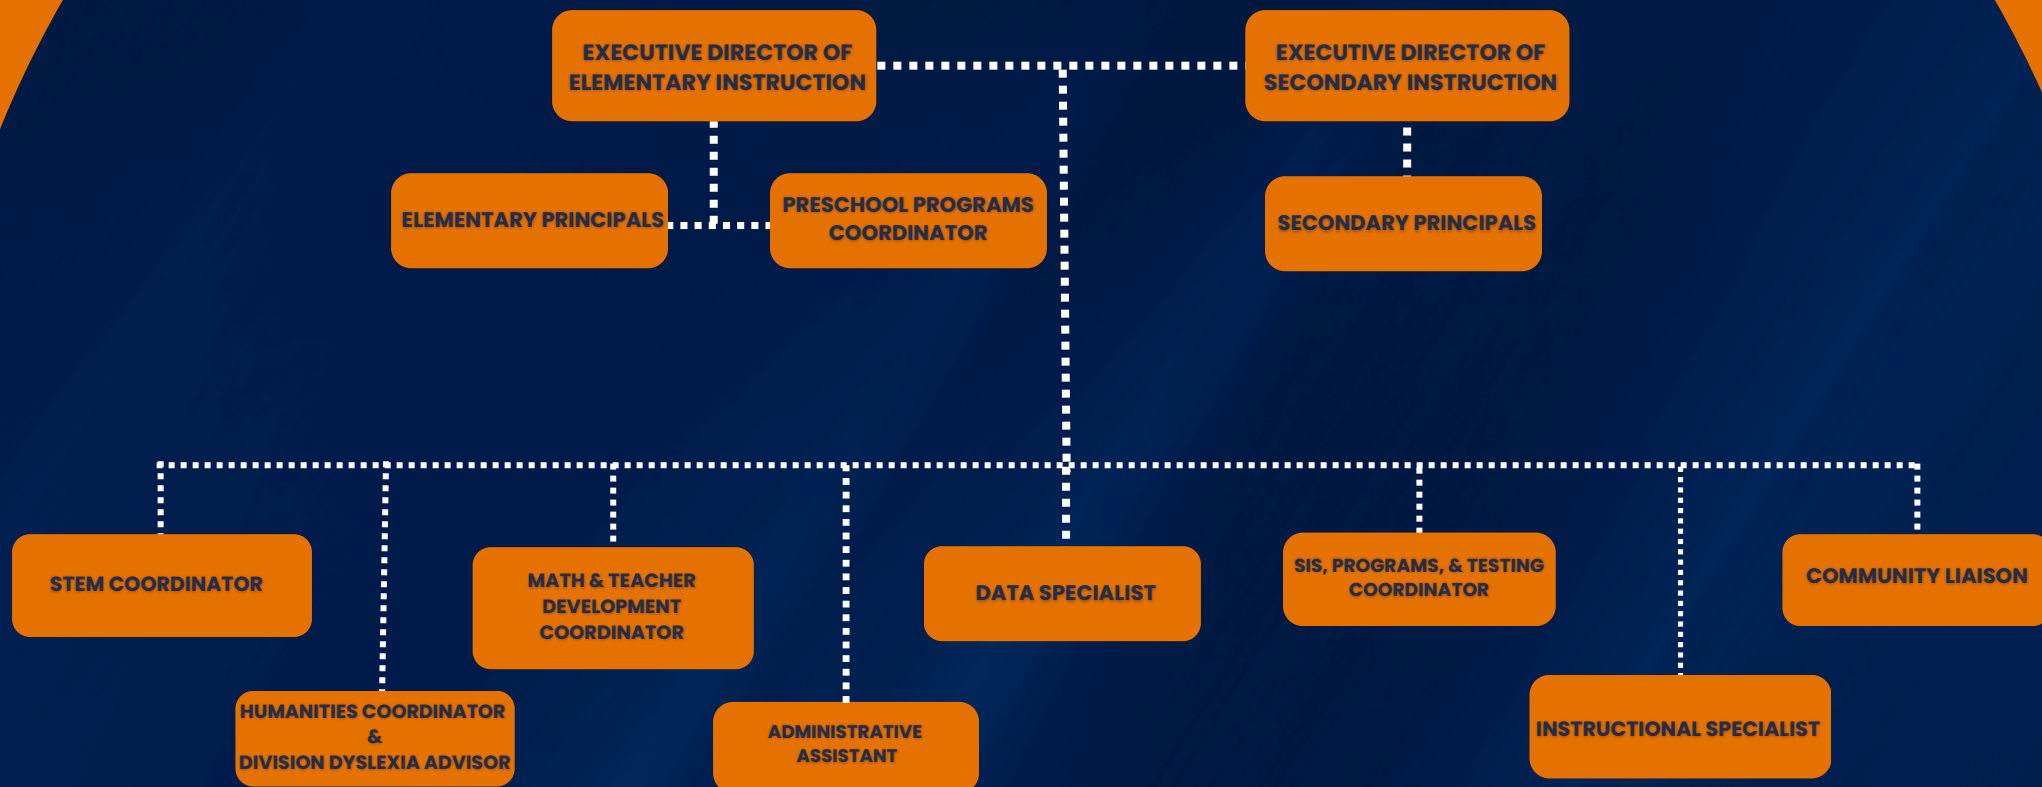 EXECUTIVE DIRECTOR OF
ELEMENTARY INSTRUCTION
EXECUTIVE DIRECTOR OF
SECONDARY INSTRUCTION
ELEMENTARY PRINCIPALS
PRESCHOOL PROGRAMS
COORDINATOR
SECONDARY PRINCIPALS
STEM COORDINATOR
MATH & TEACHER
DEVELOPMENT
COORDINATOR
DATA SPECIALIST
SIS, PROGRAMS, & TESTING
COORDINATOR
COMMUNITY LIAISON
HUMANITIES COORDINATOR
&
DIVISION DYSLEXIA ADVISOR
ADMINISTRATIVE
ASSISTANT
INSTRUCTIONAL SPECIALIST